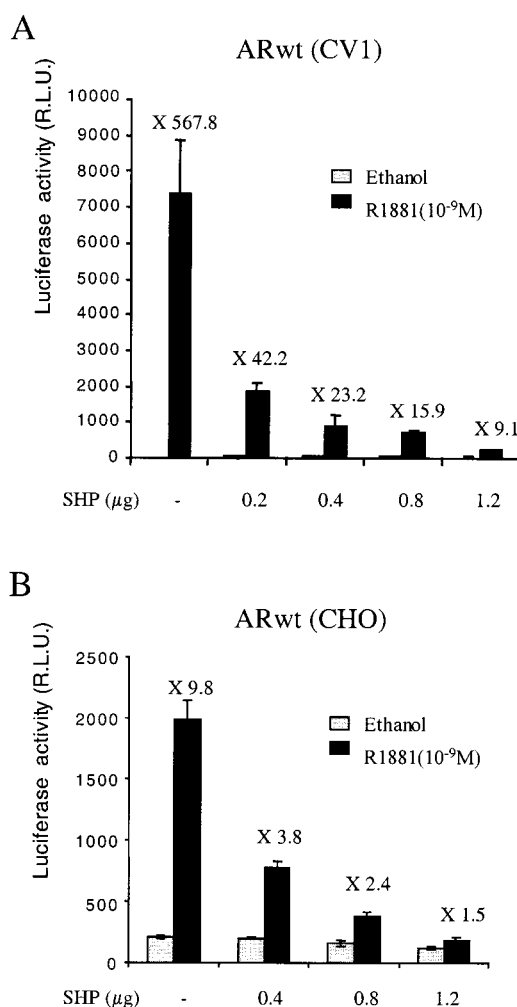 A
ARwt (CV1)
Luciferase activity (R.L.U.)
10000
9000
8000
7000
6000
5000
4000
3000
2000
1000
0
X 567.8
X 42.2
X 23.2
X 15.9
X 9.1
Ethanol
R1881(10⁻⁹M)
SHP (µg) - 0.2 0.4 0.8 1.2
B
ARwt (CHO)
Luciferase activity (R.L.U.)
2500
2000
1500
1000
500
0
X 9.8
X 3.8
X 2.4
X 1.5
Ethanol
R1881(10⁻⁹M)
SHP (µg) - 0.4 0.8 1.2